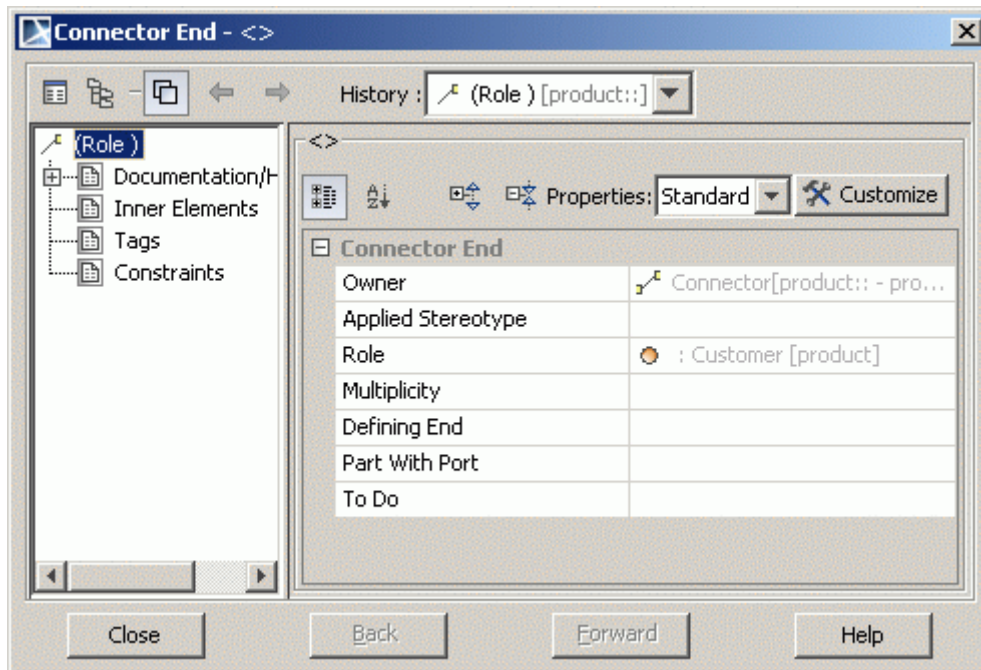 Connector End - <>
History : (Role ) [product::]
(Role )
Documentation/H
Inner Elements
Tags
Constraints
<>
Properties: Standard Customize
Connector End
Owner Connector[product:: - pro...
Applied Stereotype
Role : Customer [product]
Multiplicity
Defining End
Part With Port
To Do
Close Back Forward Help